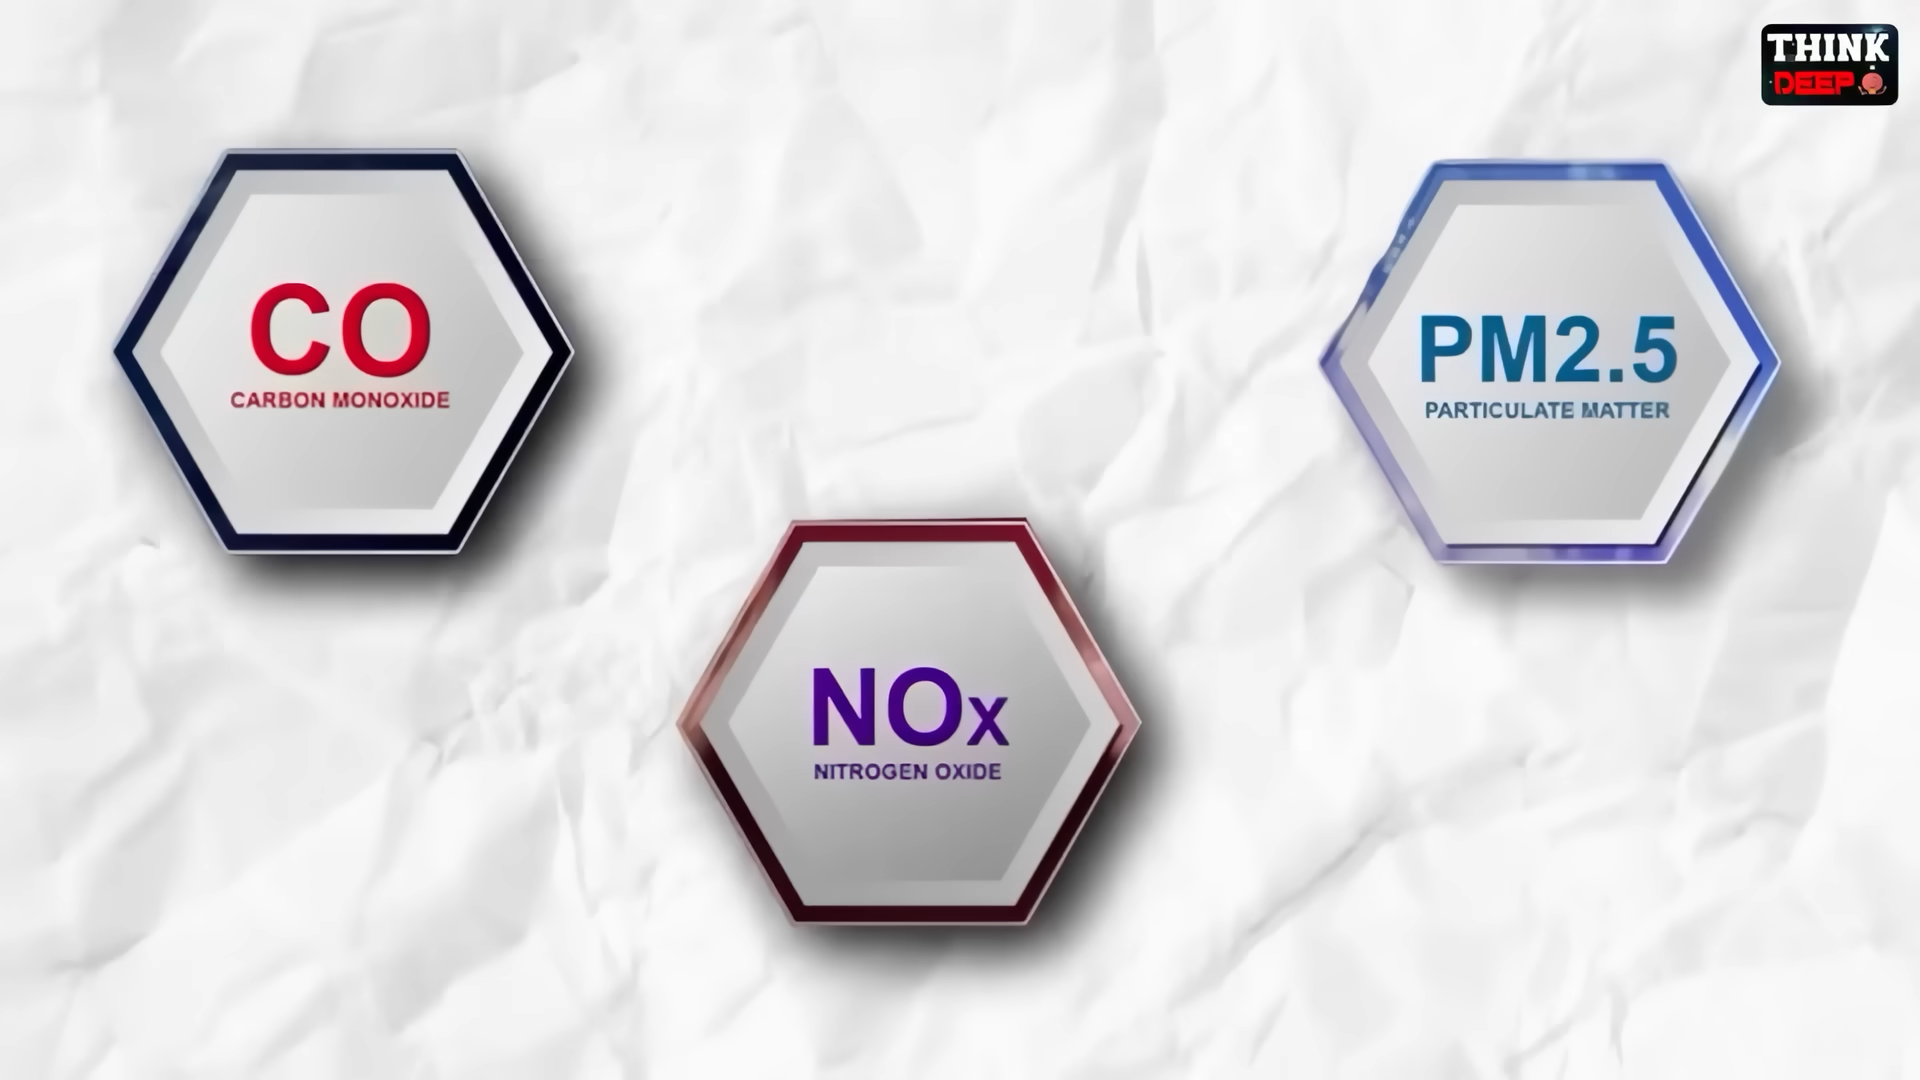 THINK
DEEP
CO
CARBON MONOXIDE
PM2.5
PARTICULATE MATTER
NOx
NITROGEN OXIDE